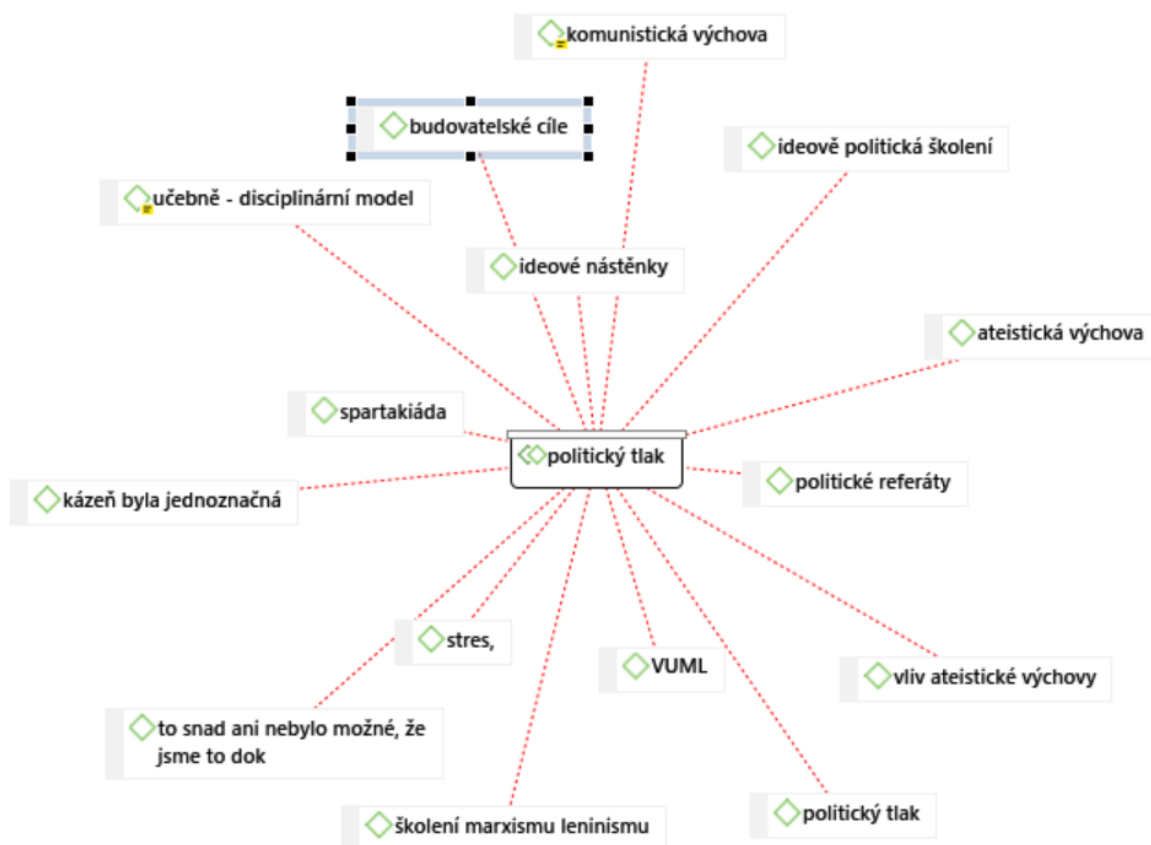 komunistická výchova
budovatelské cíle
ideově politická školení
učebně - disciplinární model
ideové nástěnky
ateistická výchova
spartakiáda
politický tlak
politické referáty
kázeň byla jednoznačná
stres,
VUML
vliv ateistické výchovy
to snad ani nebylo možné, že
jsme to dok
politický tlak
školení marxismu leninismu